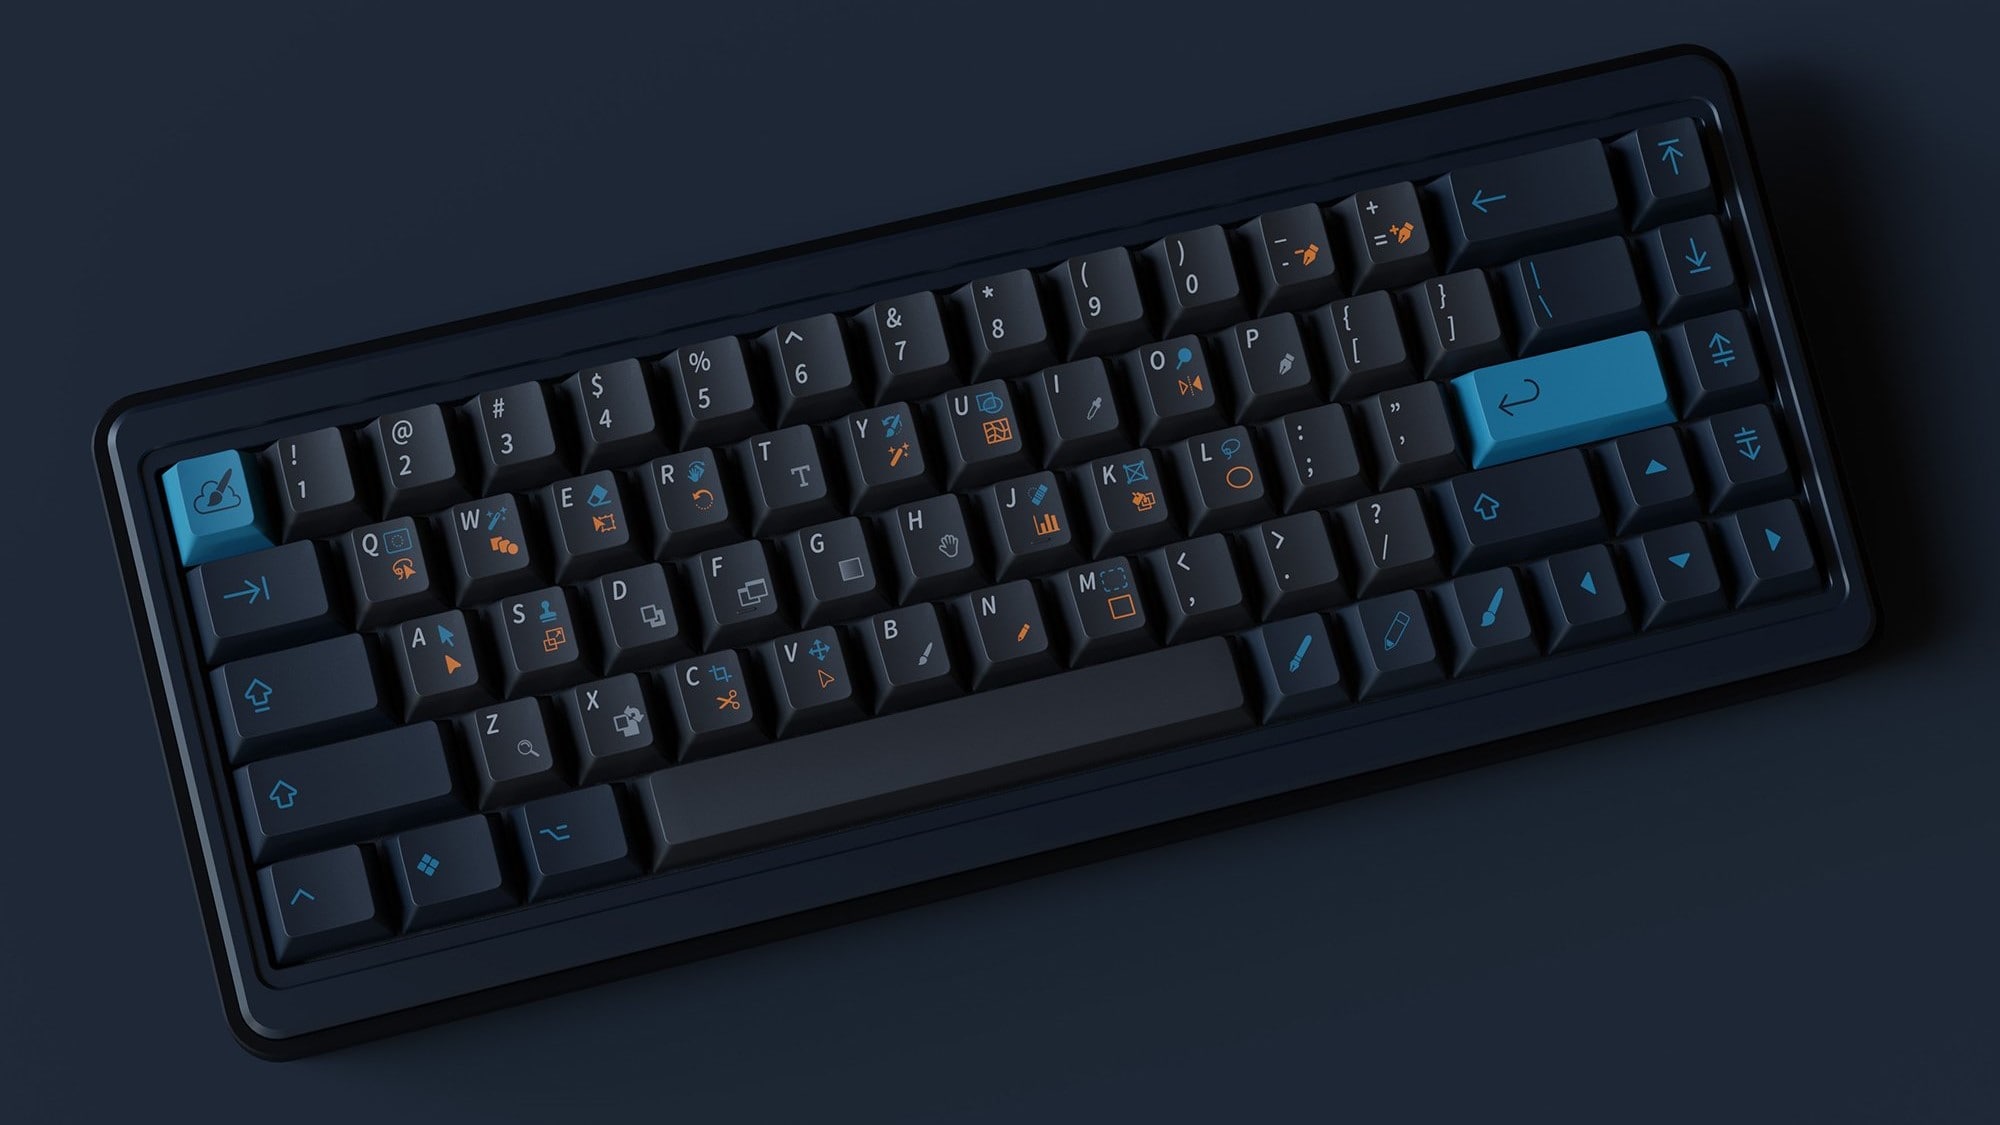 ! 1
@ 2
# 3
$ 4
% 5
^ 6
& 7
* 8
( 9
) 0
_ -
+ =
Q
W
E
R
T T
Y
U
I
O
P
{ [
} ]
| \
A
S
D
F
G
H
J
K
L
: ;
” ,
Z
X
C
V
B
N
M
< ,
> .
? /